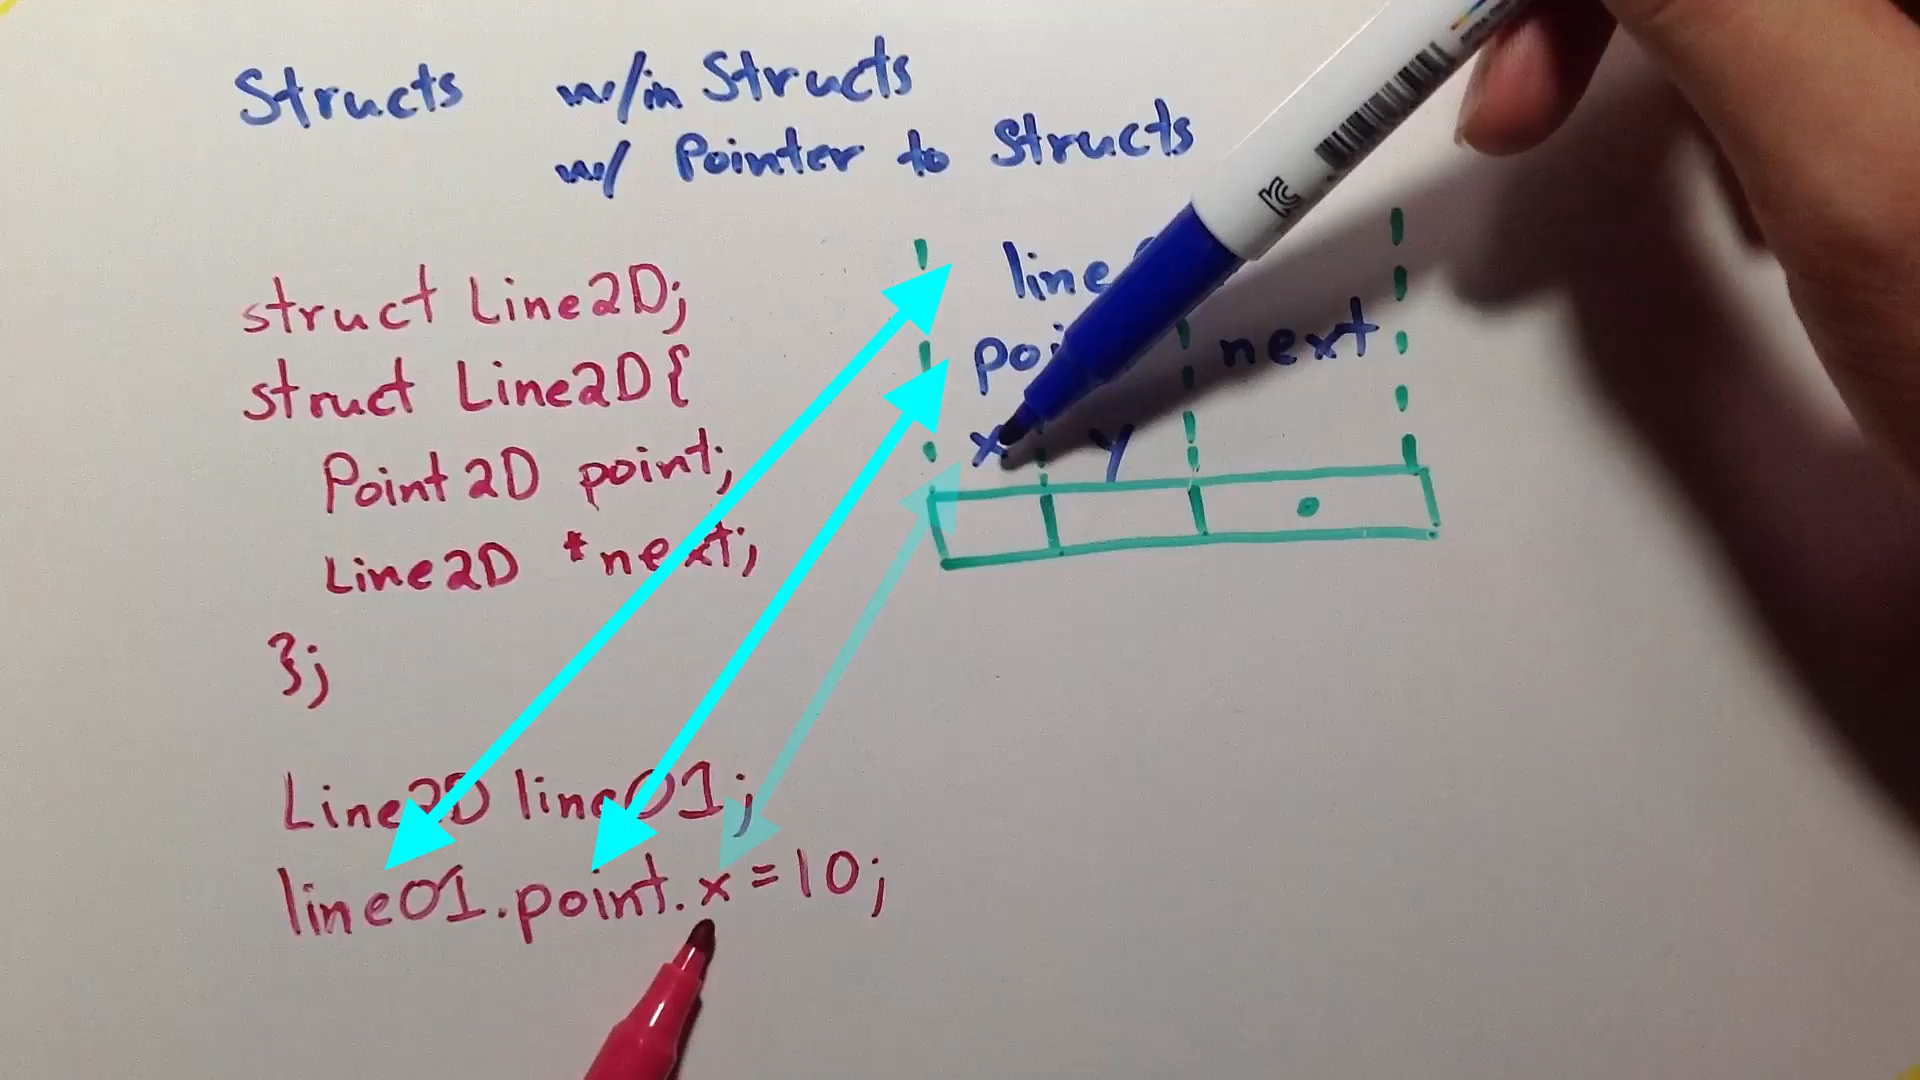 Structs w/in Structs
w/ Pointer to Structs
struct Line2D;
struct Line2D{
Point2D point;
Line2D *next;
};
Line2D line01;
line01.point.x=10;
next
x y